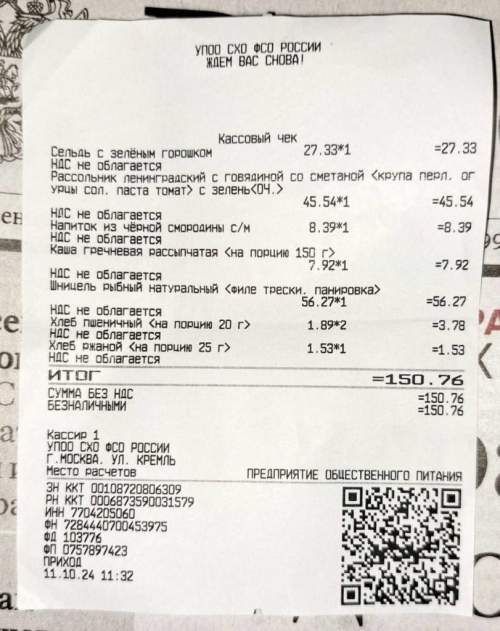 УПОО СХО ФСО РОССИИ
ЖДЕМ ВАС СНОВА!
Кассовый чек
Сельдь с зелёным горошком 27.33*1 =27.33
НДС не облагается
Рассольник ленинградский с говядиной со сметаной <крупа перл. ог
урцы сол. паста томат> с зелень<ОЧ.>
45.54*1 =45.54
НДС не облагается
Напиток из чёрной смородины с/м 8.39*1 =8.39
НДС не облагается
Каша гречневая рассыпчатая <на порцию 150 г>
7.92*1 =7.92
НДС не облагается
Шницель рыбный натуральный <филе трески. панировка>
56.27*1 =56.27
НДС не облагается
Хлеб пшеничный <на порцию 20 г> 1.89*2 =3.78
НДС не облагается
Хлеб ржаной <на порцию 25 г> 1.53*1 =1.53
НДС не облагается
ИТОГ =150.76
СУММА БЕЗ НДС =150.76
БЕЗНАЛИЧНЫМИ =150.76
Кассир 1
УПОО СХО ФСО РОССИИ
Г.МОСКВА. УЛ. КРЕМЛЬ
Место расчетов ПРЕДПРИЯТИЕ ОБЩЕСТВЕННОГО ПИТАНИЯ
ЗН ККТ 00108720806309
РН ККТ 0006873590031579
ИНН 7704205060
ФН 7284440700453975
ФД 103776
ФП 0757897423
ПРИХОД
11.10.24 11:32